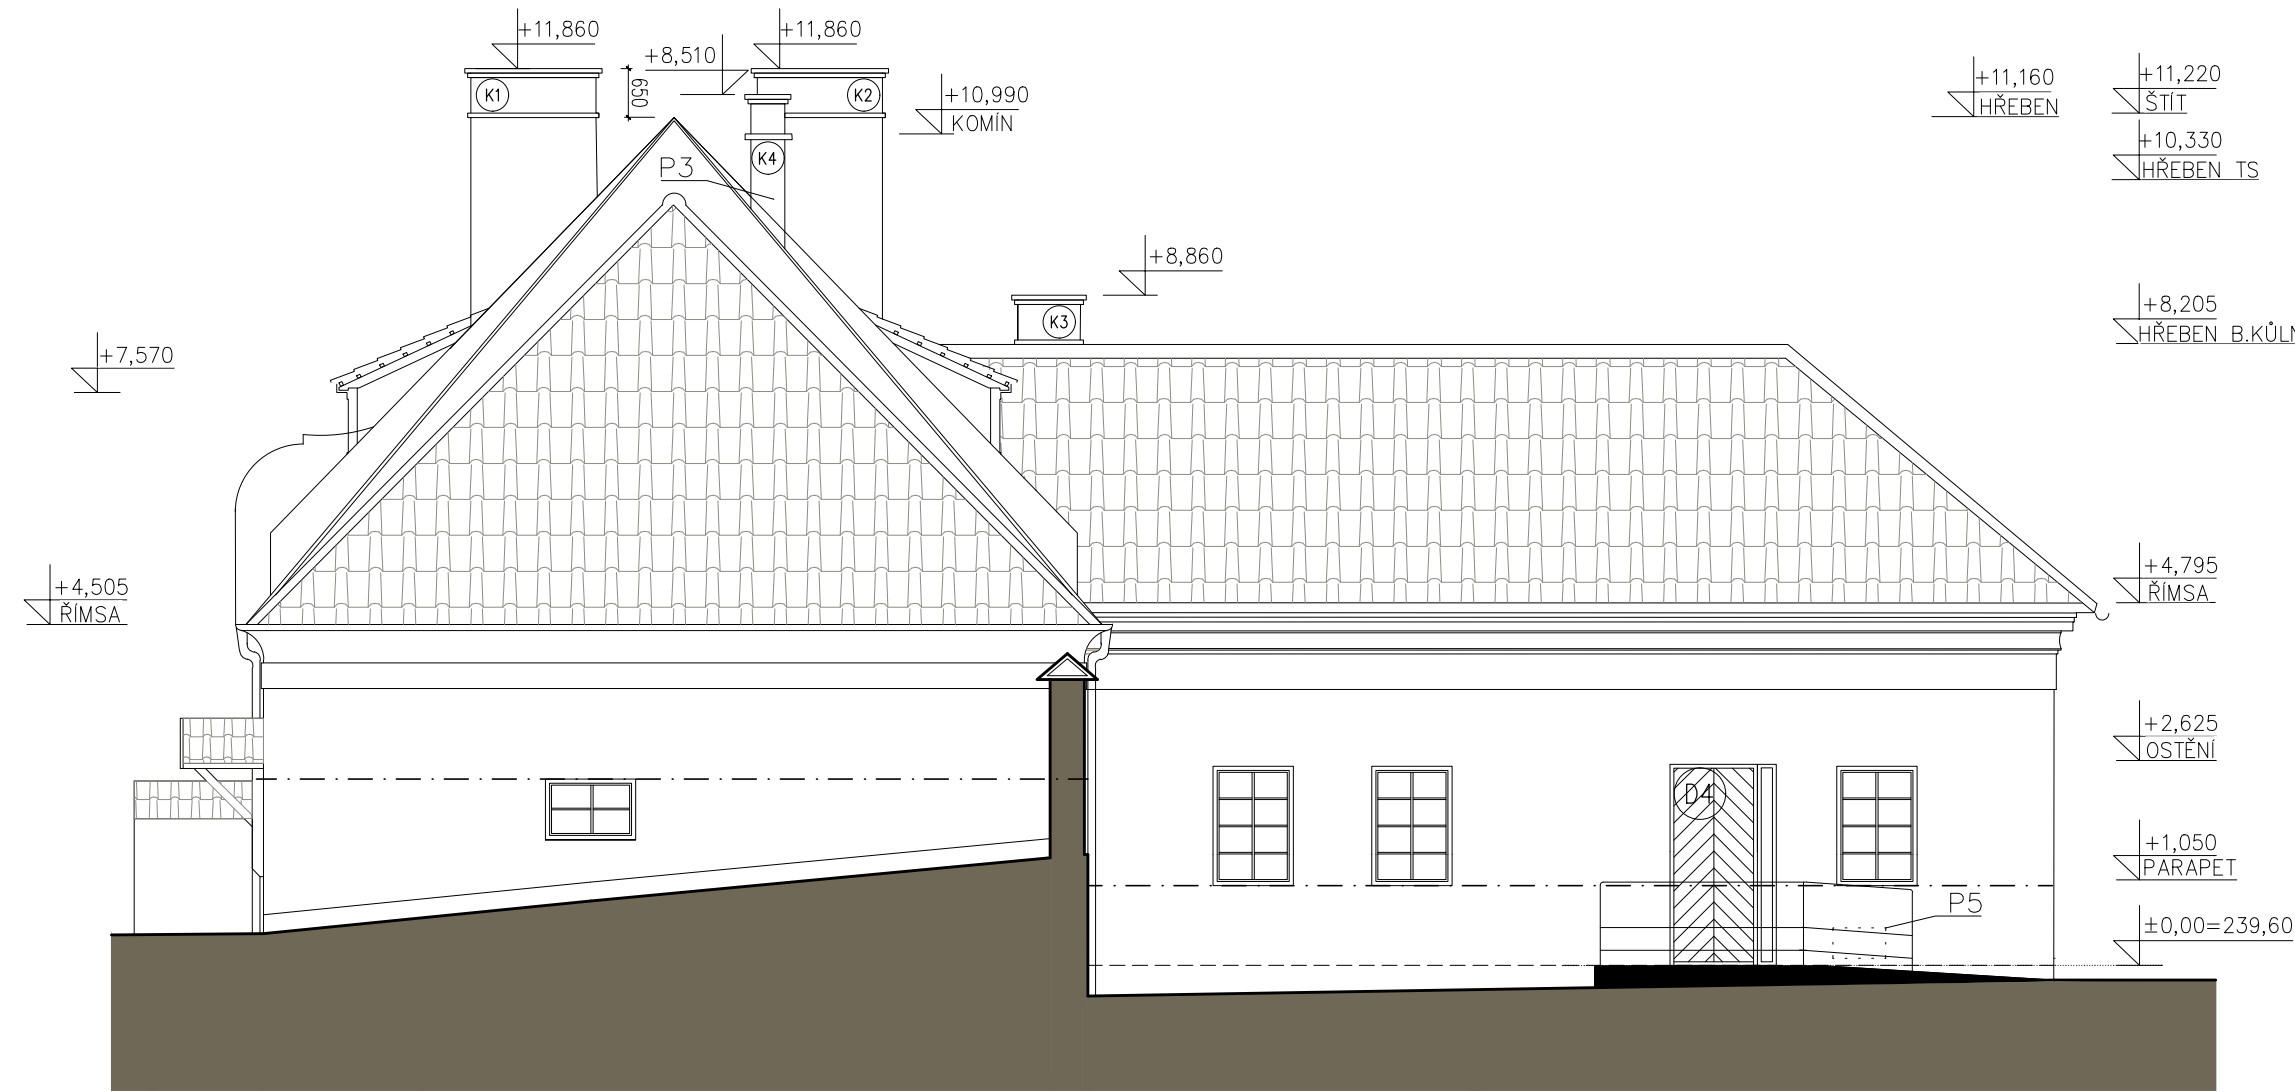 +11,860
+11,860
+8,510
650
K1
K2
+10,990
KOMÍN
+11,160
HŘEBEN
+11,220
ŠTÍT
+10,330
HŘEBEN TS
K4
P3
+8,860
K3
+8,205
HŘEBEN B.KŮLN
+7,570
+4,505
ŘÍMSA
+4,795
ŘÍMSA
+2,625
OSTĚNÍ
D4
+1,050
PARAPET
P5
±0,00=239,60